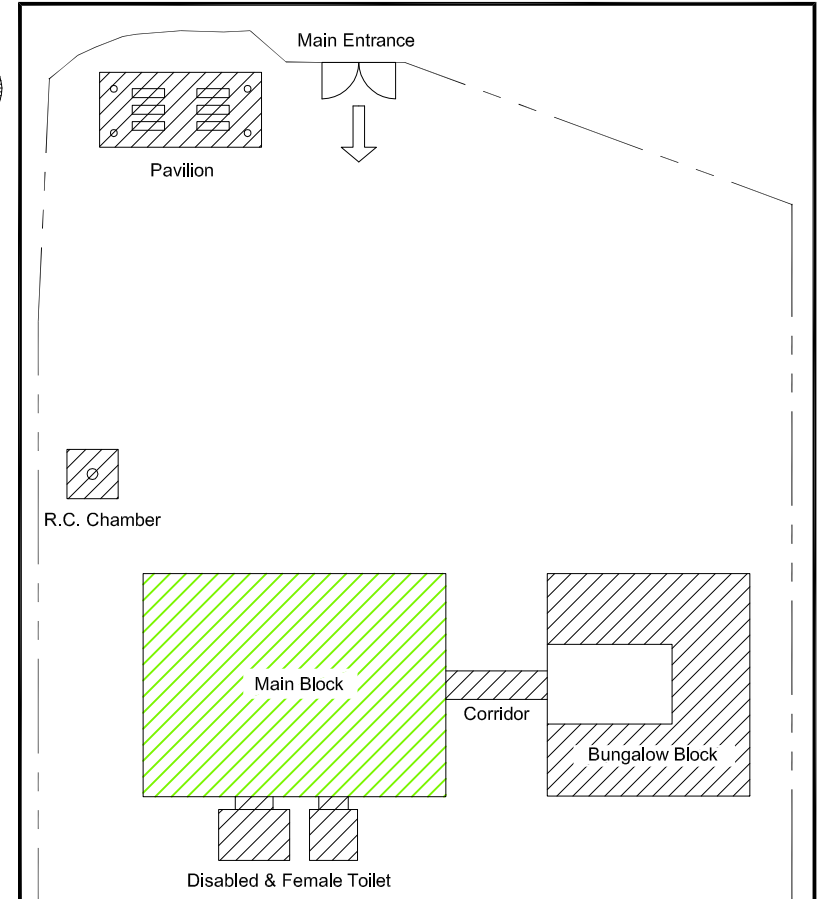 Main Entrance
Pavilion
R.C. Chamber
Main Block
Corridor
Bungalow Block
Disabled & Female Toilet